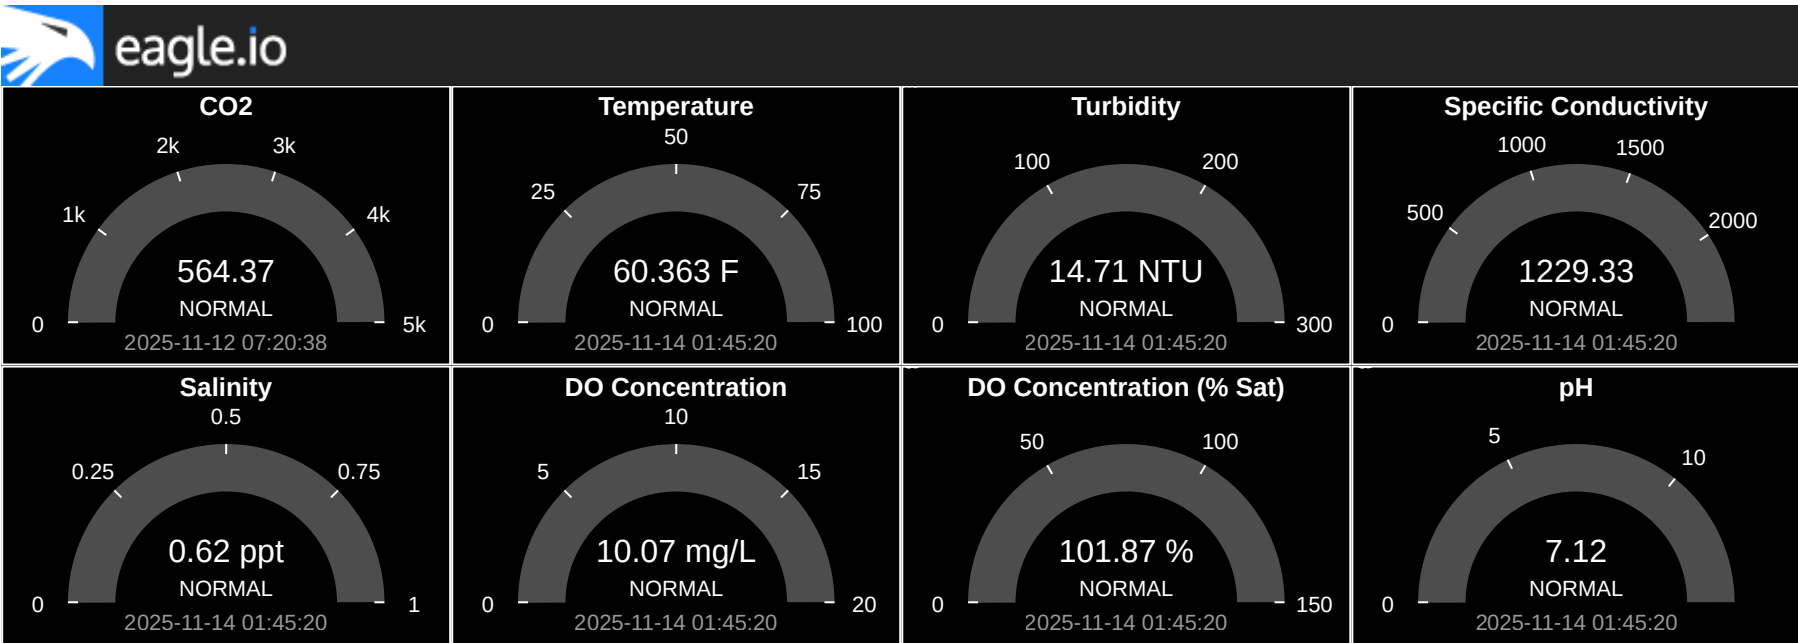 eagle.io
CO2
2k
3k
1k
4k
564.37
NORMAL
0
5k
2025-11-12 07:20:38
Temperature
50
25
75
60.363 F
NORMAL
0
100
2025-11-14 01:45:20
Turbidity
100
200
14.71 NTU
NORMAL
0
300
2025-11-14 01:45:20
Specific Conductivity
1000
1500
500
2000
1229.33
NORMAL
0
2025-11-14 01:45:20
Salinity
0.5
0.25
0.75
0.62 ppt
NORMAL
0
1
2025-11-14 01:45:20
DO Concentration
10
5
15
10.07 mg/L
NORMAL
0
20
2025-11-14 01:45:20
DO Concentration (% Sat)
50
100
101.87 %
NORMAL
0
150
2025-11-14 01:45:20
pH
5
10
7.12
NORMAL
0
2025-11-14 01:45:20